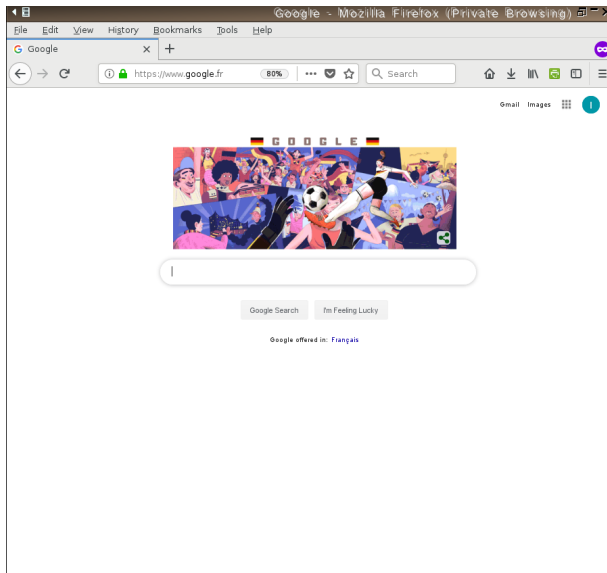 Google - Mozilla Firefox (Private Browsing)
File Edit View History Bookmarks Tools Help
Google
https://www.google.fr 80% Search
Gmail Images I
GOOGLE
Google Search I'm Feeling Lucky
Google offered in: Français